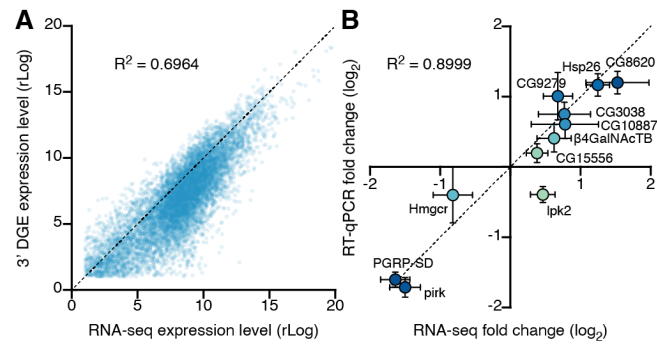 A
20
15
10
5
0
R² = 0.6964
3' DGE expression level (rLog)
0 5 10 15 20
RNA-seq expression level (rLog)
B
2
1
-1
-2
R² = 0.8999
RT-qPCR fold change (log₂)
-2 -1 1 2
Hsp26
CG8620
CG9279
CG3038
CG10887
β4GalNAcTB
CG15556
Hmgcr
Ipk2
PGRP-SD
pirk
RNA-seq fold change (log₂)